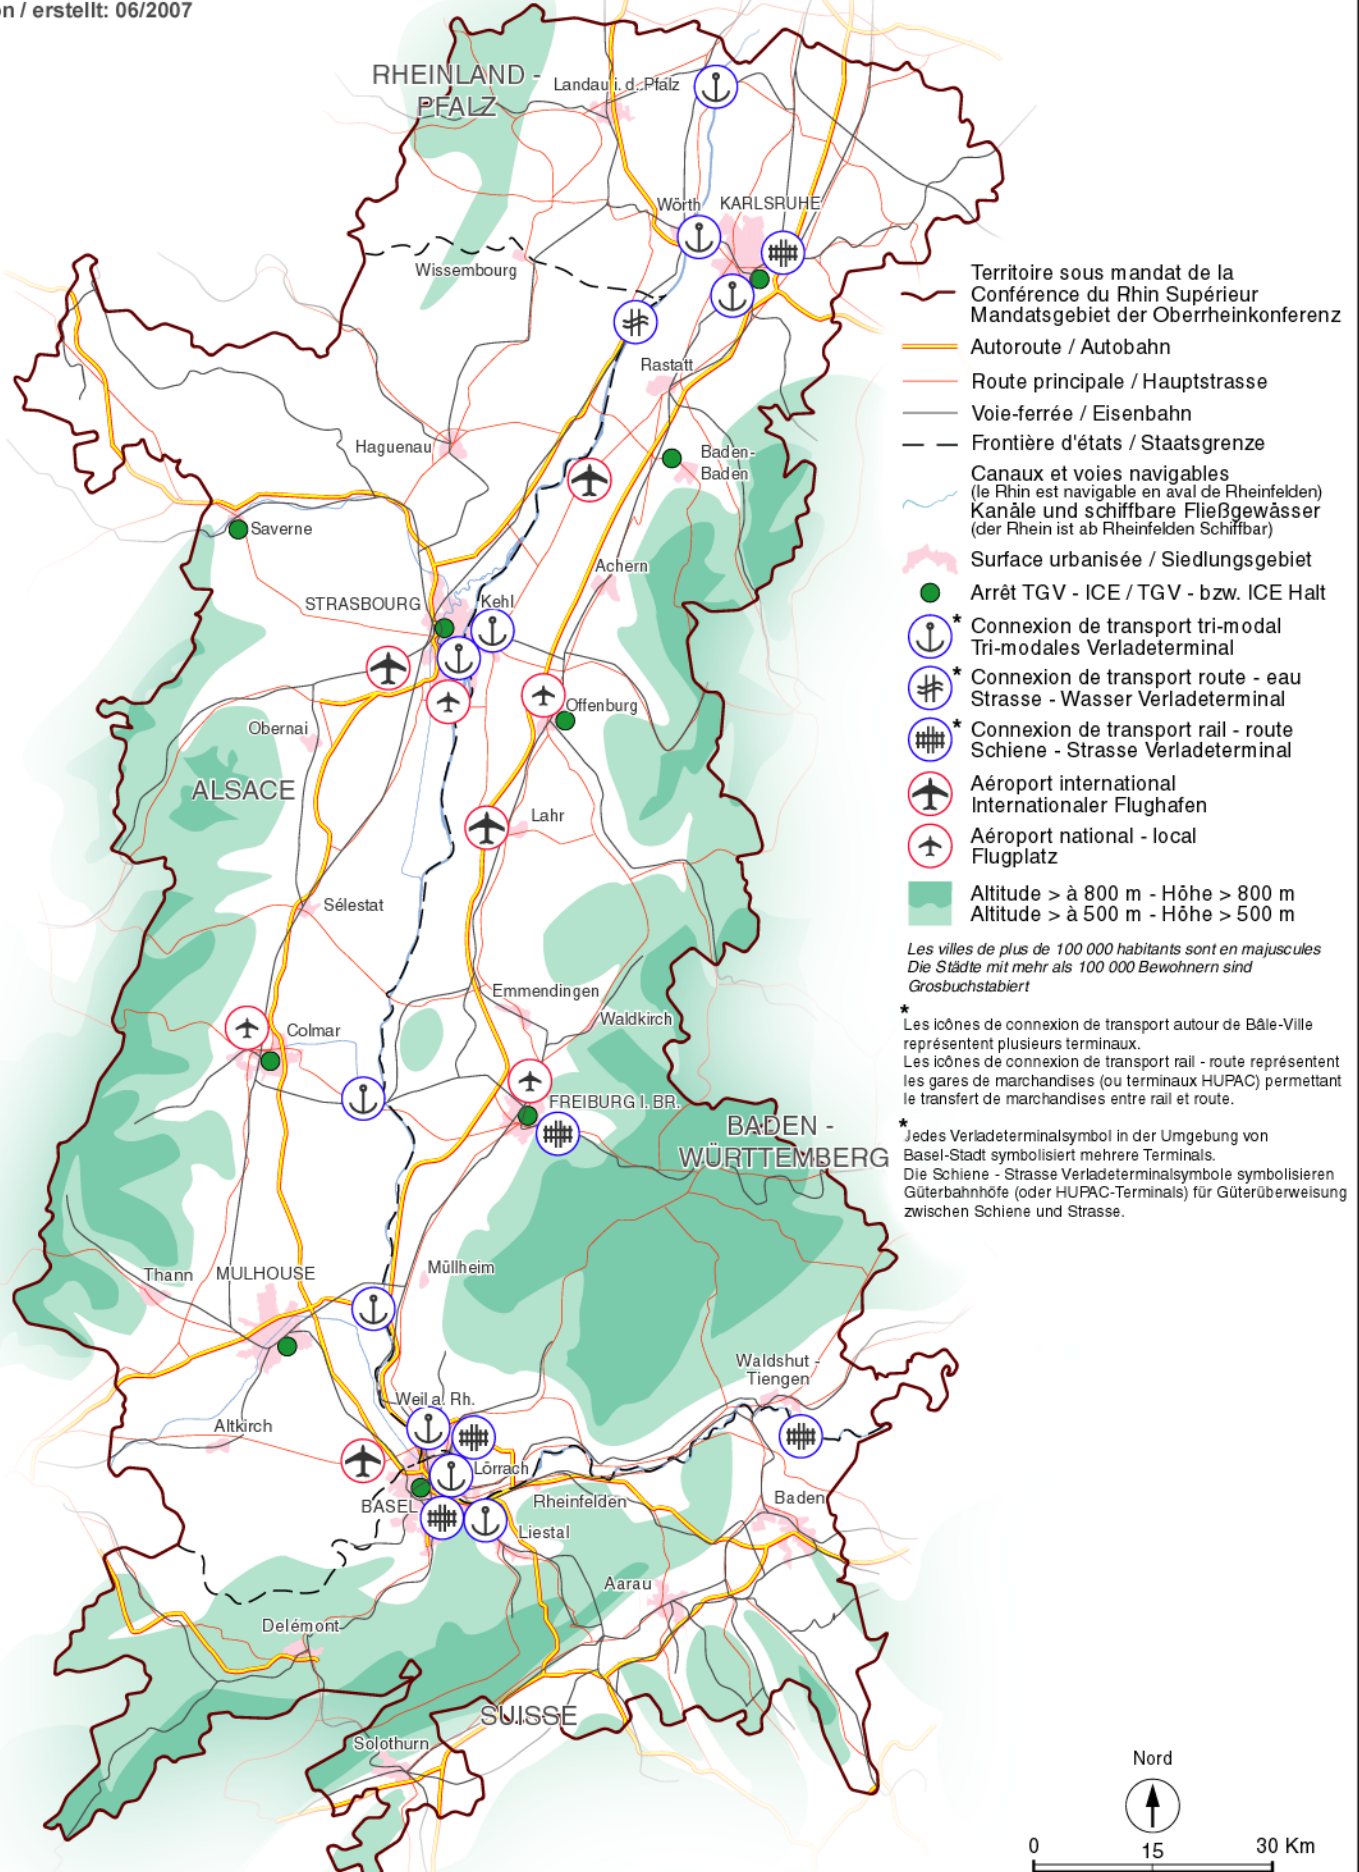 on / erstellt: 06/2007
RHEINLAND -
PFALZ
Landau i. d. Pfalz
Wörth
KARLSRUHE
Wissembourg
Rastatt
Haguenau
Baden-
Baden
Saverne
Achern
STRASBOURG
Kehl
Offenburg
Obernai
ALSACE
Lahr
Sélestat
Emmendingen
Waldkirch
Colmar
FREIBURG I. BR.
BADEN -
WÜRTTEMBERG
Thann
MULHOUSE
Müllheim
Waldshut -
Tiengen
Weil a. Rh.
Altkirch
Lörrach
BASEL
Rheinfelden
Baden
Liestal
Aarau
Delémont
SUISSE
Solothurn
Territoire sous mandat de la
Conférence du Rhin Supérieur
Mandatsgebiet der Oberrheinkonferenz
Autoroute / Autobahn
Route principale / Hauptstrasse
Voie-ferrée / Eisenbahn
Frontière d'états / Staatsgrenze
Canaux et voies navigables
(le Rhin est navigable en aval de Rheinfelden)
Kanäle und schiffbare Fließgewässer
(der Rhein ist ab Rheinfelden Schiffbar)
Surface urbanisée / Siedlungsgebiet
Arrêt TGV - ICE / TGV - bzw. ICE Halt
* Connexion de transport tri-modal
Tri-modales Verladeterminal
* Connexion de transport route - eau
Strasse - Wasser Verladeterminal
* Connexion de transport rail - route
Schiene - Strasse Verladeterminal
Aéroport international
Internationaler Flughafen
Aéroport national - local
Flugplatz
Altitude > à 800 m - Höhe > 800 m
Altitude > à 500 m - Höhe > 500 m
Les villes de plus de 100 000 habitants sont en majuscules
Die Städte mit mehr als 100 000 Bewohnern sind
Grosbuchstabiert
*
Les icônes de connexion de transport autour de Bâle-Ville
représentent plusieurs terminaux.
Les icônes de connexion de transport rail - route représentent
les gares de marchandises (ou terminaux HUPAC) permettant
le transfert de marchandises entre rail et route.
*
Jedes Verladeterminalsymbol in der Umgebung von
Basel-Stadt symbolisiert mehrere Terminals.
Die Schiene - Strasse Verladeterminalsymbole symbolisieren
Güterbahnhöfe (oder HUPAC-Terminals) für Güterüberweisung
zwischen Schiene und Strasse.
Nord
0 15 30 Km